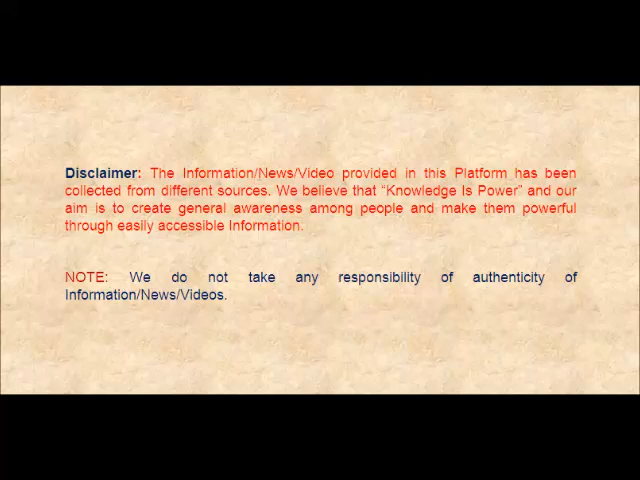 Disclaimer: The Information/News/Video provided in this Platform has been
collected from different sources. We believe that “Knowledge Is Power” and our
aim is to create general awareness among people and make them powerful
through easily accessible Information.
NOTE: We do not take any responsibility of authenticity of
Information/News/Videos.